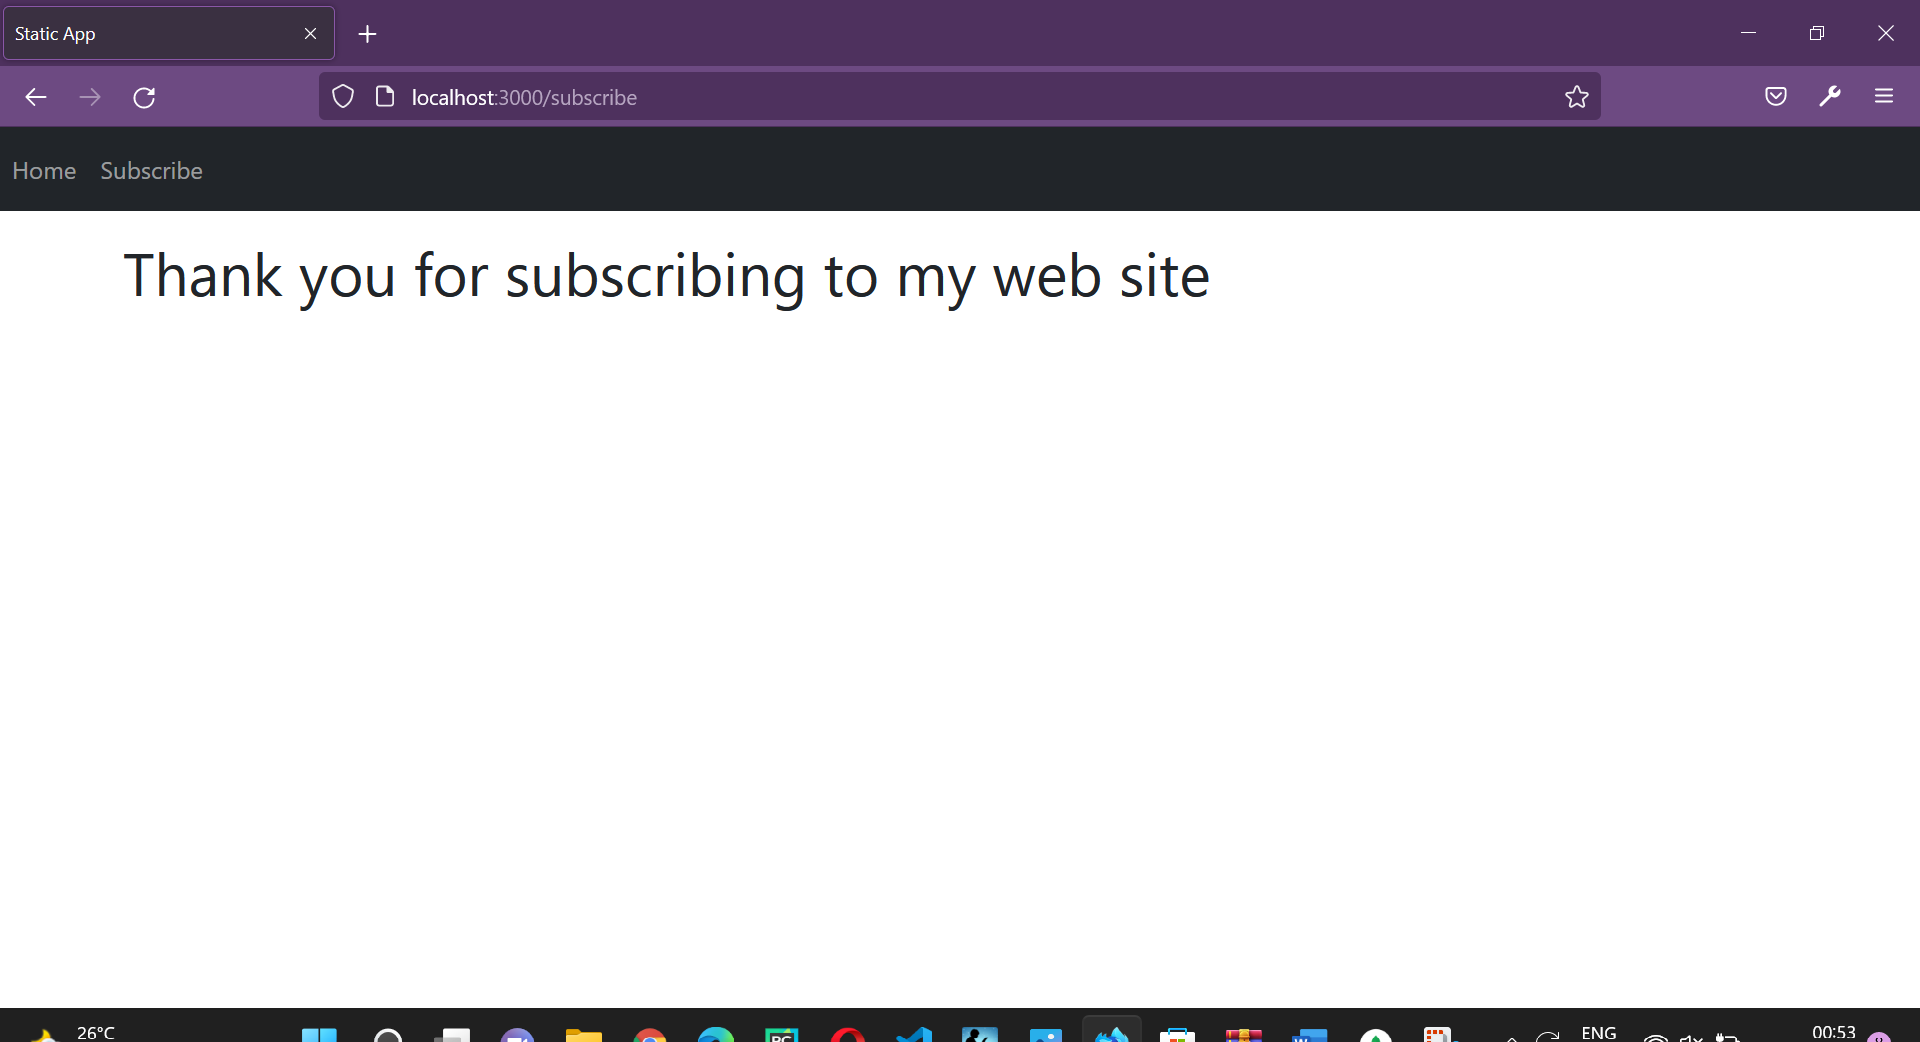 Static App
localhost:3000/subscribe
Home Subscribe
Thank you for subscribing to my web site
26°C
PC
W
ENG
00:53